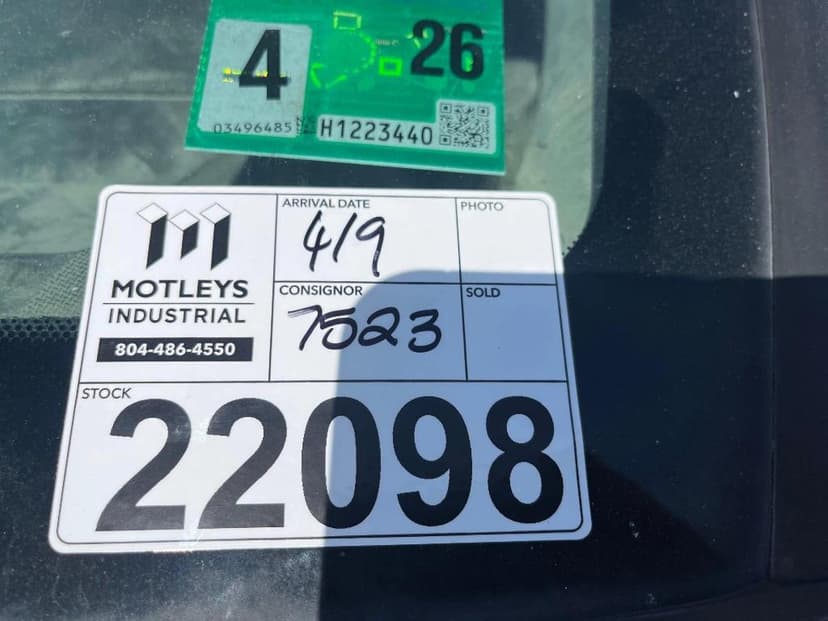 4 26
03496485 H1223440
MOTLEYS
INDUSTRIAL
804-486-4550
ARRIVAL DATE
4/9
PHOTO
CONSIGNOR
7523
SOLD
STOCK
22098